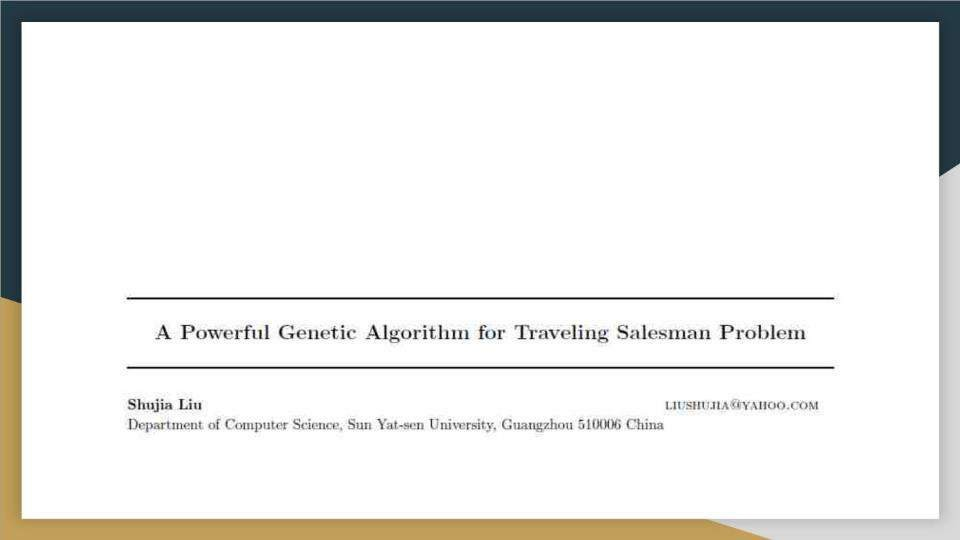 A Powerful Genetic Algorithm for Traveling Salesman Problem
Shujia Liu LIUSHUJIA@YAHOO.COM
Department of Computer Science, Sun Yat-sen University, Guangzhou 510006 China